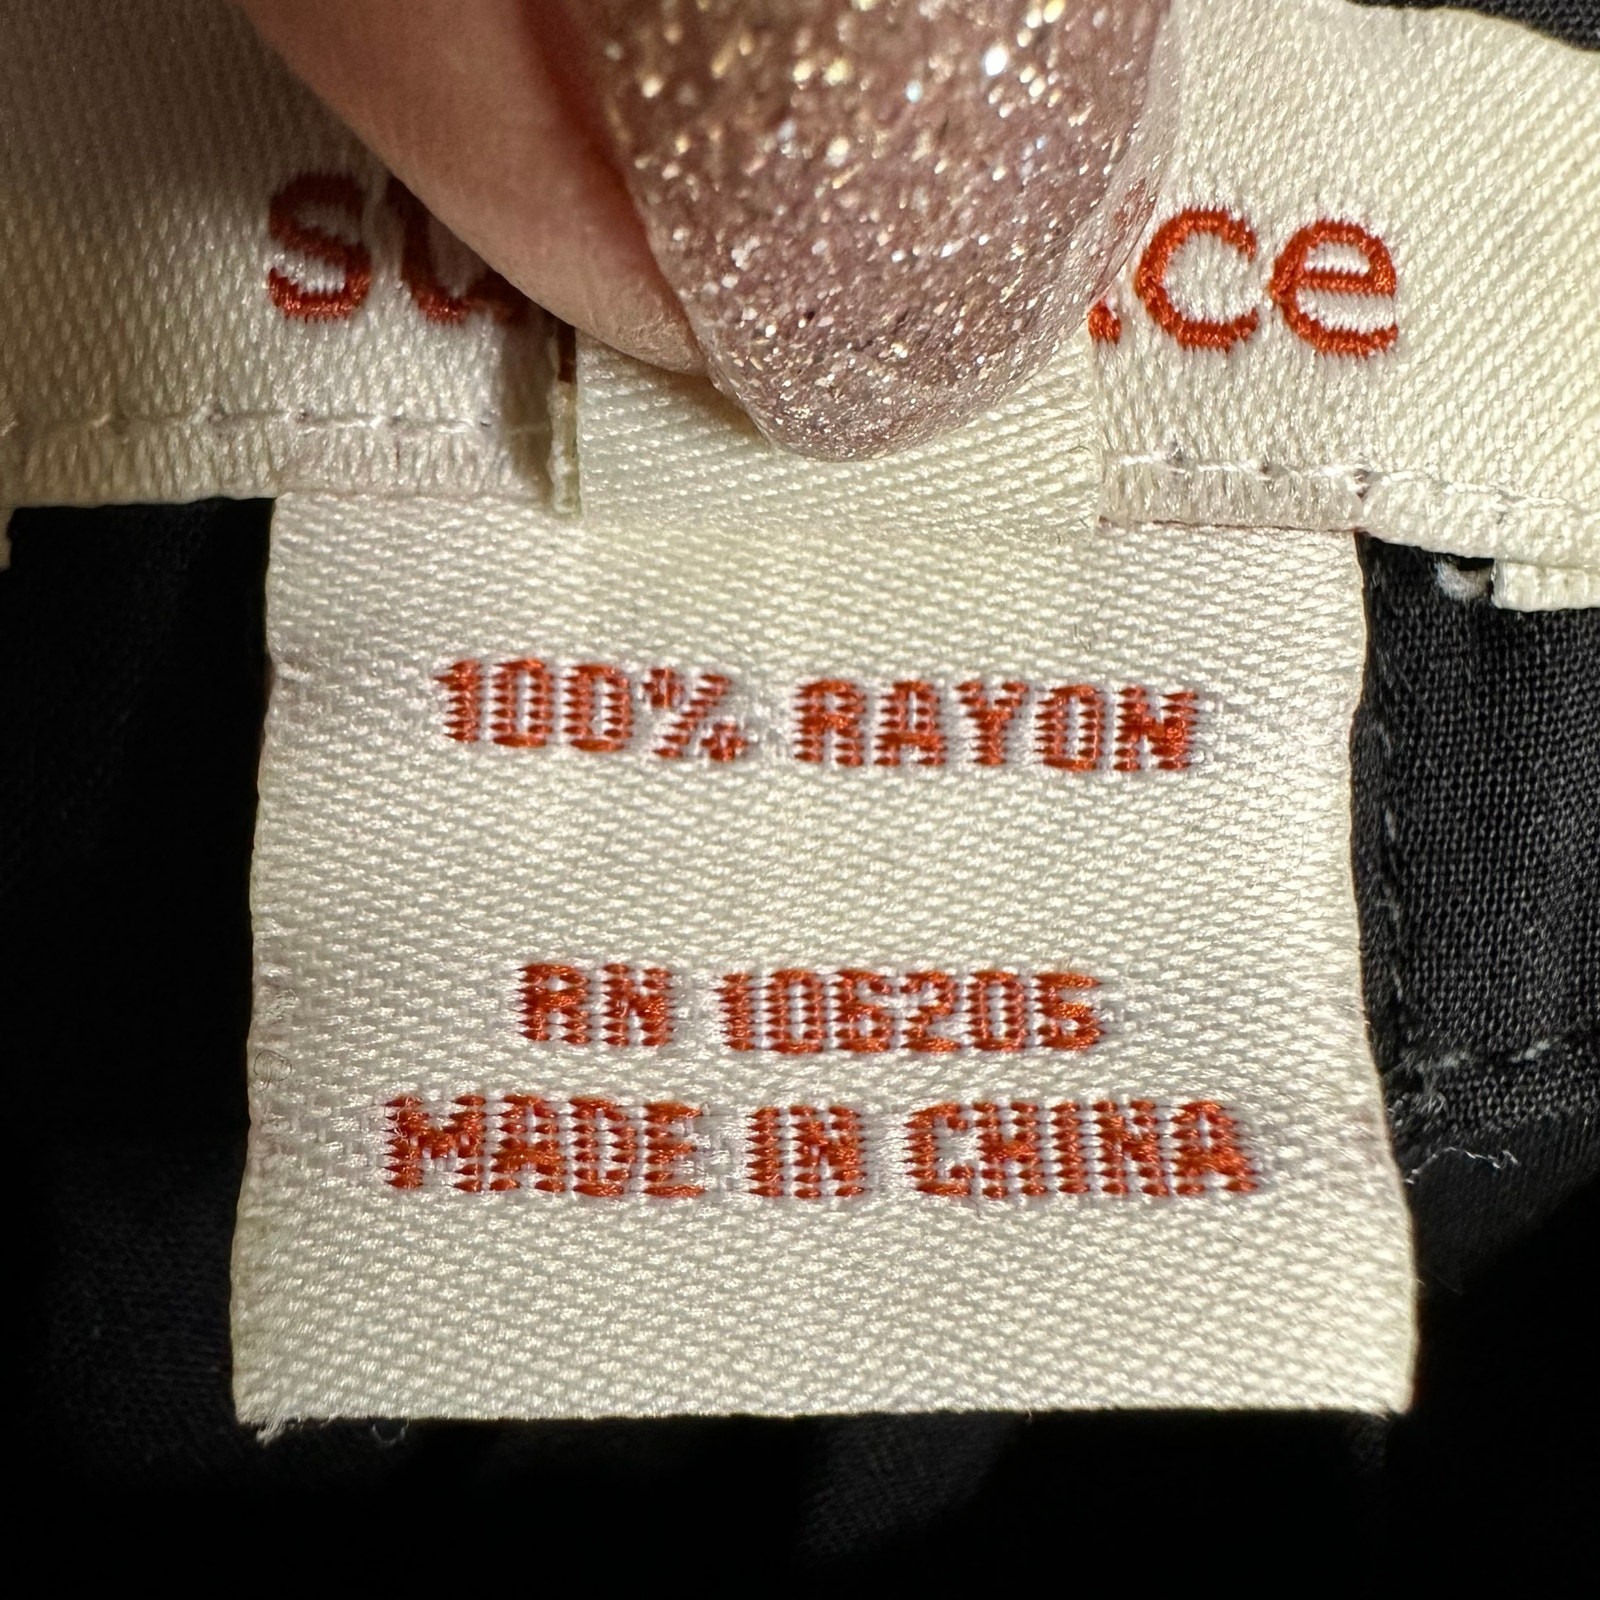 100% RAYON
RN 106205
MADE IN CHINA